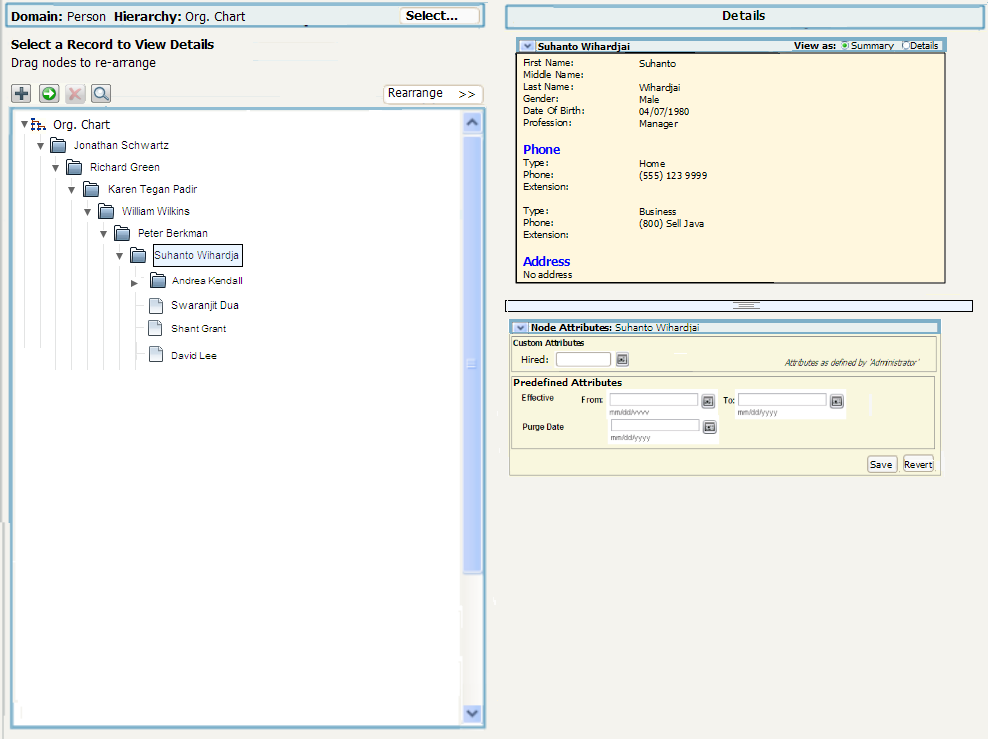 Domain: Person Hierarchy: Org. Chart Select...
Select a Record to View Details
Drag nodes to re-arrange
Rearrange >>
Org. Chart
Jonathan Schwartz
Richard Green
Karen Tegan Padir
William Wilkins
Peter Berkman
Suhanto Wihardja
Andrea Kendall
Swaranjit Dua
Shant Grant
David Lee
Details
Suhanto Wihardjai View as: Summary Details
First Name: Suhanto
Middle Name:
Last Name: Wihardjai
Gender: Male
Date Of Birth: 04/07/1980
Profession: Manager
Phone
Type: Home
Phone: (555) 123 9999
Extension:
Type: Business
Phone: (800) Sell Java
Extension:
Address
No address
Node Attributes: Suhanto Wihardjai
Custom Attributes
Hired:
Attributes as defined by 'Administrator'
Predefined Attributes
Effective From: To:
mm/dd/yyyy mm/dd/yyyy
Purge Date
mm/dd/yyyy
Save Revert